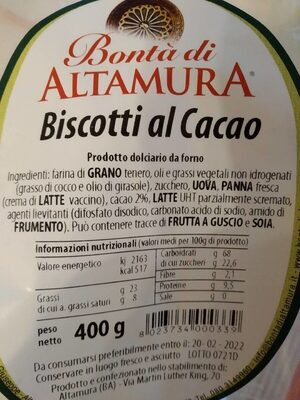 Bontà di
ALTAMURA®
Biscotti al Cacao
Prodotto dolciario da forno
Ingredienti: farina di GRANO tenero, oli e grassi vegetali non idrogenati
(grasso di cocco e olio di girasole), zucchero, UOVA, PANNA fresca
(crema di LATTE vaccino), cacao 2%, LATTE UHT parzialmente scremato,
agenti lievitanti (difosfato disodico, carbonato acido di sodio, amido di
FRUMENTO). Può contenere tracce di FRUTTA A GUSCIO e SOIA.
Informazioni nutrizionali (valori medi per 100g di prodotto)
Valore energetico kj 2163
kcal 517
Grassi g 23
di cui a. grassi saturi g 8
Carboidrati g 68
di cui zuccheri g 22,6
Fibre g 2,1
Proteine g 9,5
Sale g 0
peso
netto 400 g
8 023734 000339
Da consumarsi preferibilmente entro il: 20-02-2022
Conservare in luogo fresco e asciutto LOTTO 0721D
Prodotto e confezionato nello stabilimento di:
Altamura (BA) - Via Martin Luther King, 70